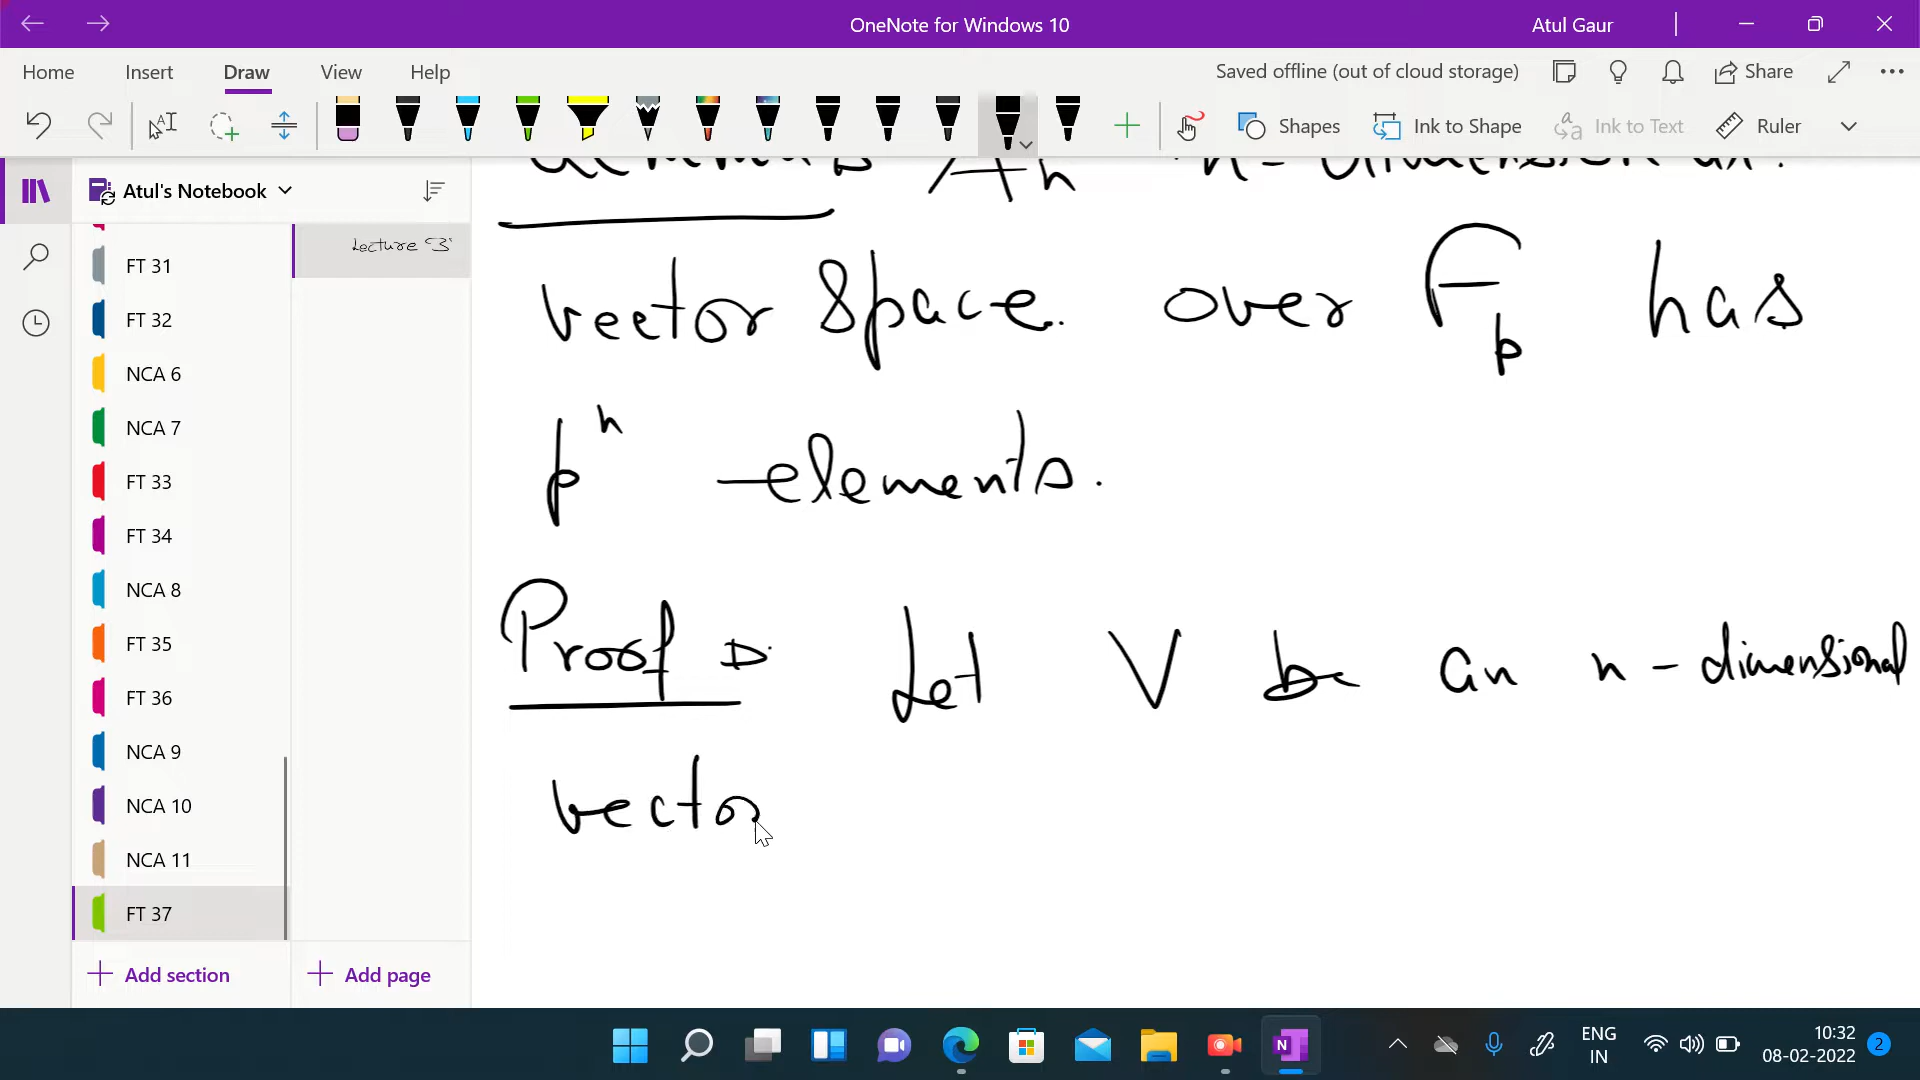 OneNote for Windows 10
Atul Gaur
Home Insert Draw View Help
Saved offline (out of cloud storage)
Share
Shapes
Ink to Shape
Ink to Text
Ruler
Atul's Notebook
FT 31
FT 32
NCA 6
NCA 7
FT 33
FT 34
NCA 8
FT 35
FT 36
NCA 9
NCA 10
NCA 11
FT 37
Add section
Lecture 3
Add page
An n-dimensional
vector space over F_p has
p^n elements.
Proof Let V be an n-dimensional
vecto
ENG
IN
10:32
08-02-2022
2